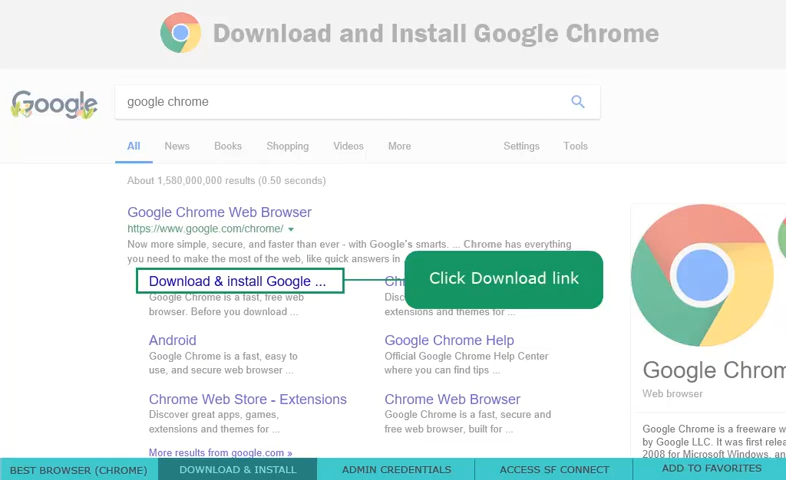 Download and Install Google Chrome
Google
google chrome
All News Books Shopping Videos More Settings Tools
About 1,580,000,000 results (0.50 seconds)
Google Chrome Web Browser
https://www.google.com/chrome/
Now more simple, secure, and faster than ever - with Google's smarts. ... Chrome has everything
you need to make the most of the web, like quick answers in
Download & install Google ...
Google Chrome is a fast, free web
browser. Before you download ...
Click Download link
extensions and themes for ...
Android
Google Chrome is a fast, easy to
use, and secure web browser ...
Google Chrome Help
Official Google Chrome Help Center
where you can find tips ...
Chrome Web Store - Extensions
Discover great apps, games,
extensions and themes for ...
Chrome Web Browser
Google Chrome is a fast, secure and
free web browser, built for ...
More results from google.com »
Google
Web browser
Google Chrome is a freeware
by Google LLC. It was first
2008 for Microsoft Windows,
BEST BROWSER (CHROME) DOWNLOAD & INSTALL ADMIN CREDENTIALS ACCESS SF CONNECT ADD TO FAVORITES